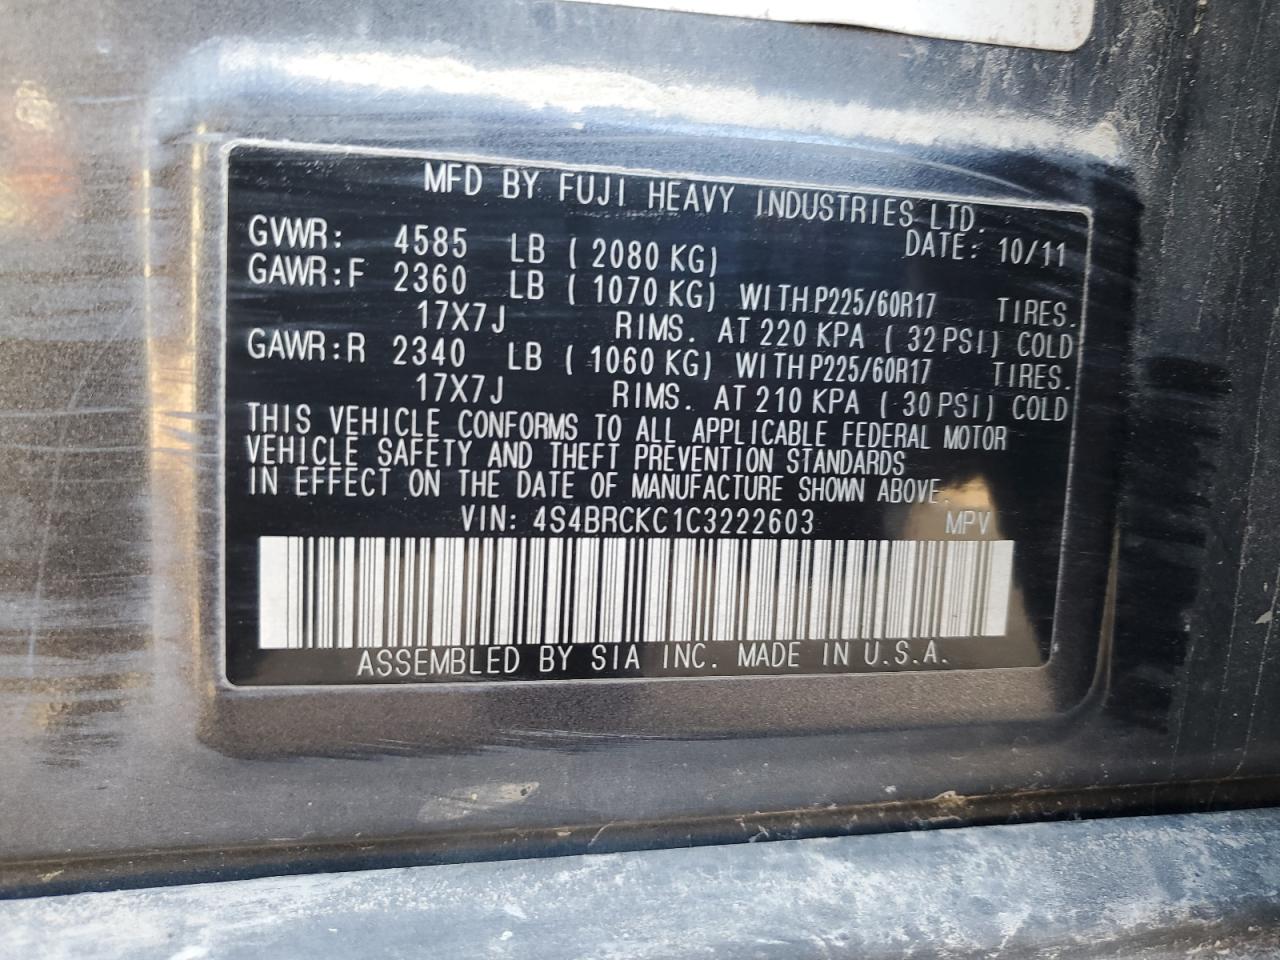 MFD BY FUJI HEAVY INDUSTRIES LTD.
DATE: 10/11
GVWR: 4585 LB ( 2080 KG)
GAWR:F 2360 LB ( 1070 KG) WITH P225/60R17 TIRES.
17X7J RIMS. AT 220 KPA ( 32 PSI) COLD
GAWR:R 2340 LB ( 1060 KG) WITH P225/60R17 TIRES.
17X7J RIMS. AT 210 KPA ( 30 PSI) COLD
THIS VEHICLE CONFORMS TO ALL APPLICABLE FEDERAL MOTOR
VEHICLE SAFETY AND THEFT PREVENTION STANDARDS
IN EFFECT ON THE DATE OF MANUFACTURE SHOWN ABOVE.
VIN: 4S4BRCKC1C3222603 MPV
ASSEMBLED BY SIA INC. MADE IN U.S.A.